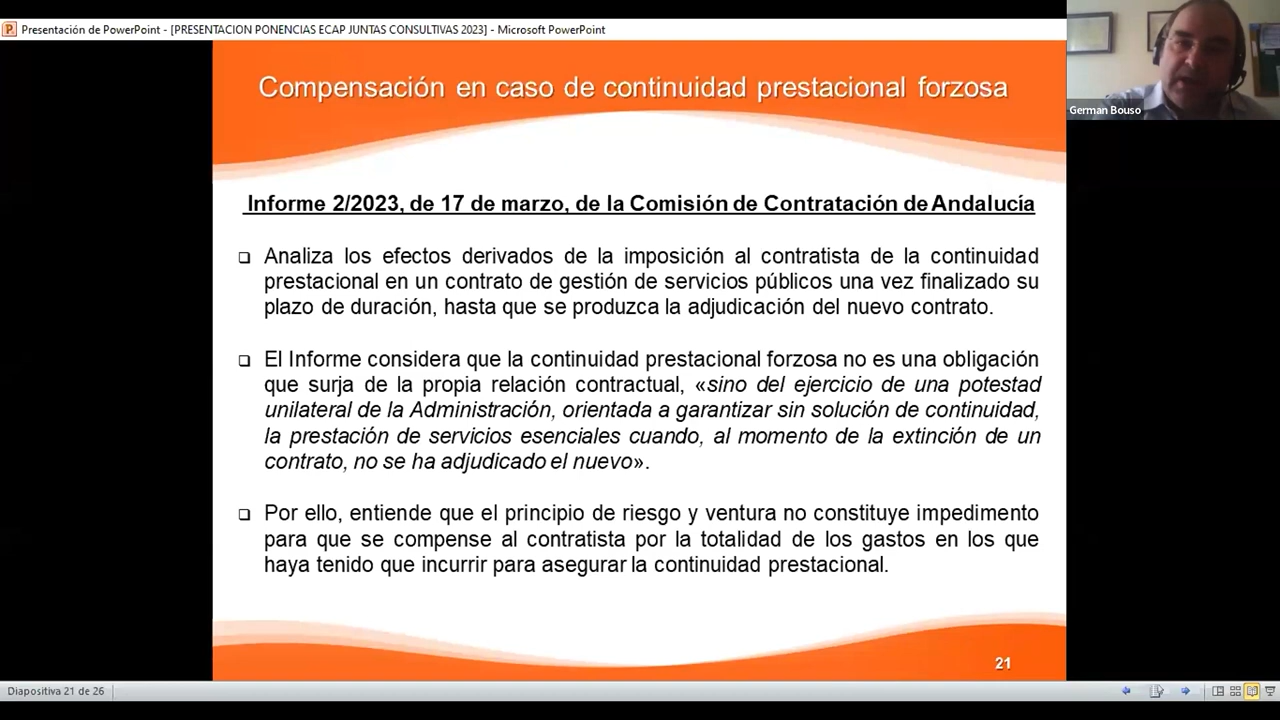 Presentación de PowerPoint - [PRESENTACION PONENCIAS ECAP JUNTAS CONSULTIVAS 2023] - Microsoft PowerPoint
German Bouso
Compensación en caso de continuidad prestacional forzosa
Informe 2/2023, de 17 de marzo, de la Comisión de Contratación de Andalucía
Analiza los efectos derivados de la imposición al contratista de la continuidad
prestacional en un contrato de gestión de servicios públicos una vez finalizado su
plazo de duración, hasta que se produzca la adjudicación del nuevo contrato.
El Informe considera que la continuidad prestacional forzosa no es una obligación
que surja de la propia relación contractual, «sino del ejercicio de una potestad
unilateral de la Administración, orientada a garantizar sin solución de continuidad,
la prestación de servicios esenciales cuando, al momento de la extinción de un
contrato, no se ha adjudicado el nuevo».
Por ello, entiende que el principio de riesgo y ventura no constituye impedimento
para que se compense al contratista por la totalidad de los gastos en los que
haya tenido que incurrir para asegurar la continuidad prestacional.
21
Diapositiva 21 de 26